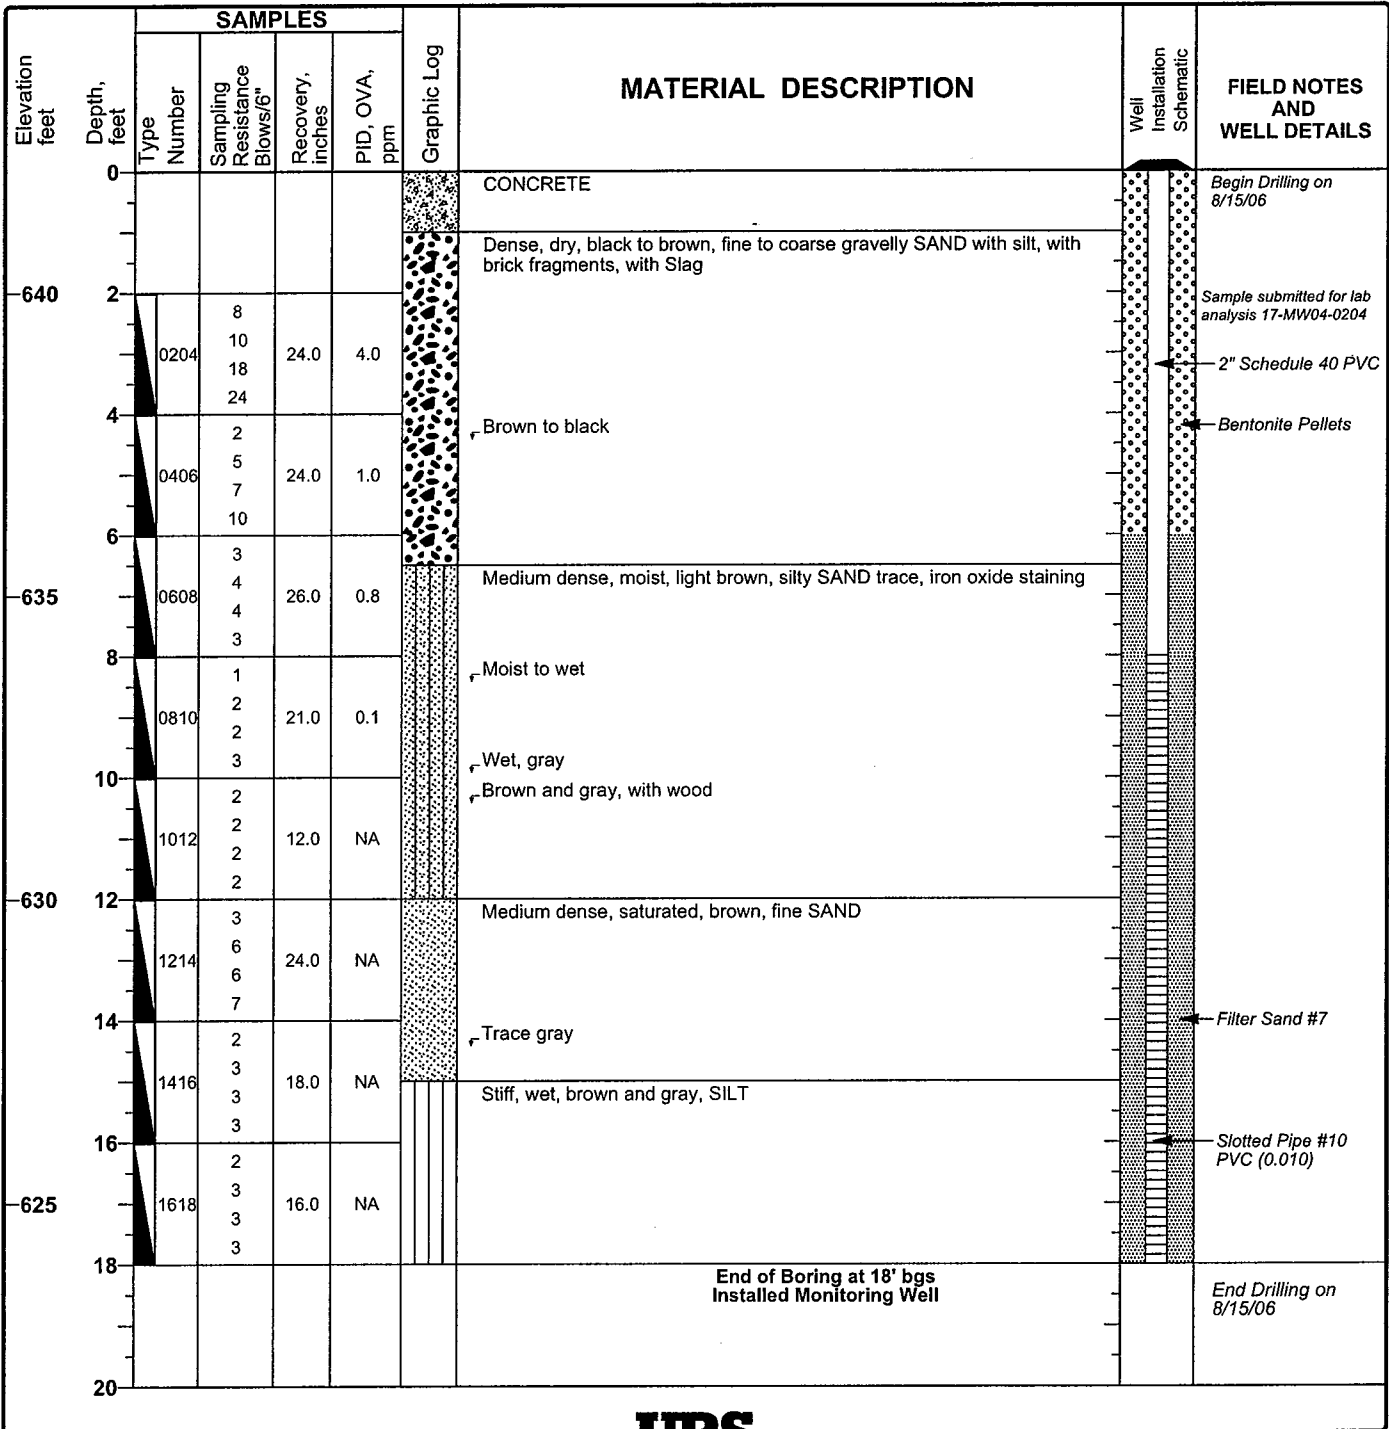 SAMPLES
Elevation
feet
Depth,
feet
Type
Number
Sampling
Resistance
Blows/6"
Recovery,
inches
PID, OVA,
ppm
Graphic Log
MATERIAL DESCRIPTION
Well
Installation
Schematic
FIELD NOTES
AND
WELL DETAILS
0
CONCRETE
Begin Drilling on
8/15/06
Dense, dry, black to brown, fine to coarse gravelly SAND with silt, with
brick fragments, with Slag
640
2
Sample submitted for lab
analysis 17-MW04-0204
8
10
0204
24.0
4.0
18
24
2" Schedule 40 PVC
4
Brown to black
Bentonite Pellets
2
5
0406
24.0
1.0
7
10
6
3
Medium dense, moist, light brown, silty SAND trace, iron oxide staining
4
635
0608
26.0
0.8
4
3
8
Moist to wet
1
2
0810
21.0
0.1
2
3
Wet, gray
10
Brown and gray, with wood
2
2
1012
12.0
NA
2
2
630
12
Medium dense, saturated, brown, fine SAND
3
6
1214
24.0
NA
6
7
14
Filter Sand #7
Trace gray
2
3
1416
18.0
NA
3
3
Stiff, wet, brown and gray, SILT
16
Slotted Pipe #10
PVC (0.010)
2
3
625
1618
16.0
NA
3
3
18
End of Boring at 18' bgs
Installed Monitoring Well
End Drilling on
8/15/06
20
URS